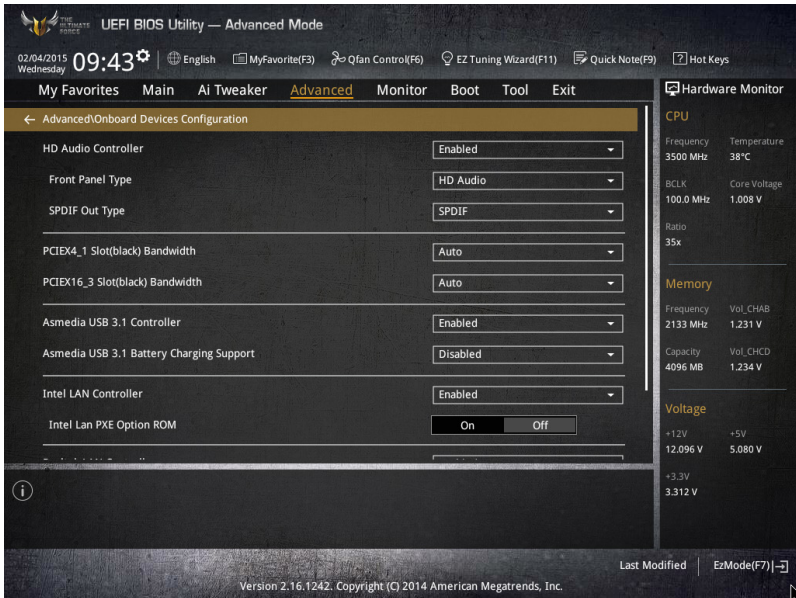 THE ULTIMATE FORCE
UEFI BIOS Utility — Advanced Mode
02/04/2015
Wednesday
09:43
English
MyFavorite(F3)
Qfan Control(F6)
EZ Tuning Wizard(F11)
Quick Note(F9)
? Hot Keys
My Favorites
Main
Ai Tweaker
Advanced
Monitor
Boot
Tool
Exit
Hardware Monitor
← Advanced\Onboard Devices Configuration
HD Audio Controller Enabled
Front Panel Type HD Audio
SPDIF Out Type SPDIF
PCIEX4_1 Slot(black) Bandwidth Auto
PCIEX16_3 Slot(black) Bandwidth Auto
Asmedia USB 3.1 Controller Enabled
Asmedia USB 3.1 Battery Charging Support Disabled
Intel LAN Controller Enabled
Intel Lan PXE Option ROM On Off
CPU
Frequency Temperature
3500 MHz 38°C
BCLK Core Voltage
100.0 MHz 1.008 V
Ratio
35x
Memory
Frequency Vol_CHAB
2133 MHz 1.231 V
Capacity Vol_CHCD
4096 MB 1.234 V
Voltage
+12V +5V
12.096 V 5.080 V
+3.3V
3.312 V
i
Last Modified
EzMode(F7)
Version 2.16.1242. Copyright (C) 2014 American Megatrends, Inc.